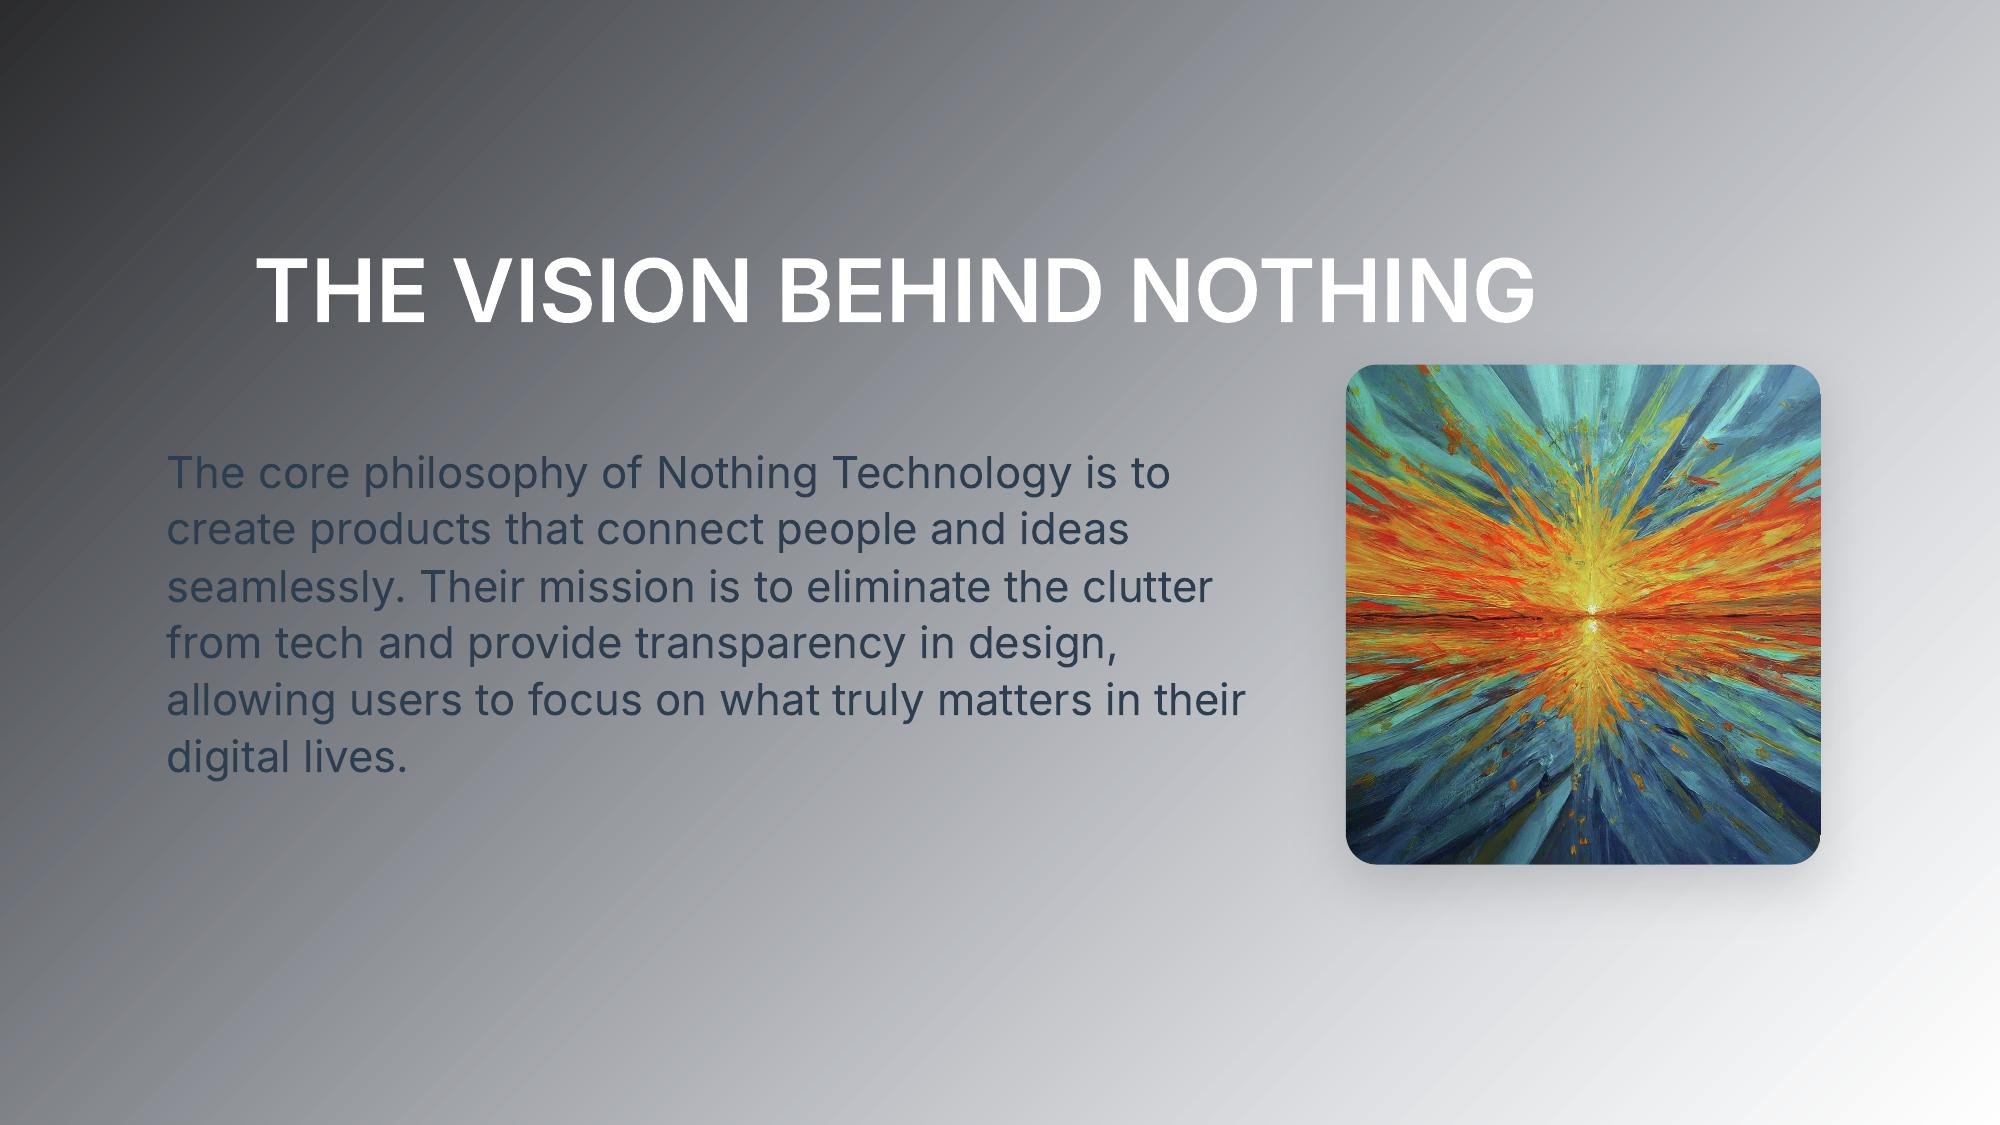 THE VISION BEHIND NOTHING
The core philosophy of Nothing Technology is to
create products that connect people and ideas
seamlessly. Their mission is to eliminate the clutter
from tech and provide transparency in design,
allowing users to focus on what truly matters in their
digital lives.